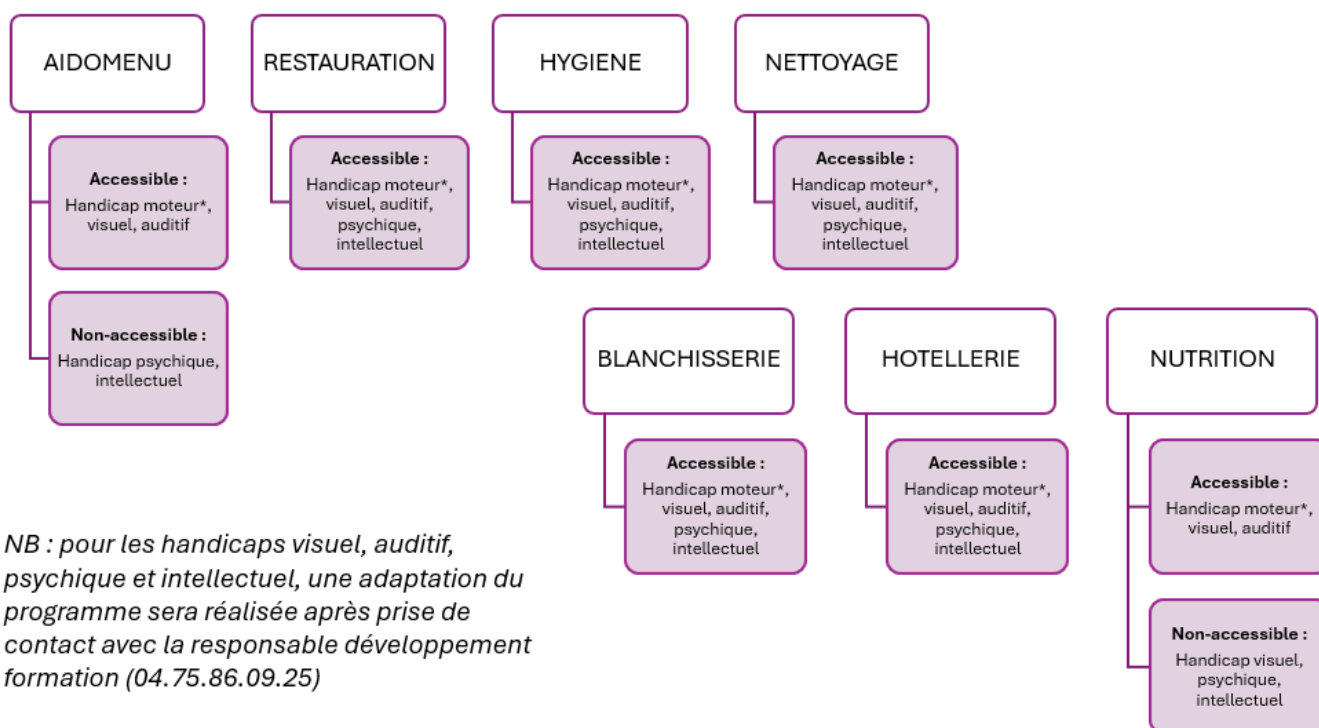 AIDOMENU
Accessible :
Handicap moteur*,
visuel, auditif
Non-accessible :
Handicap psychique,
intellectuel
RESTAURATION
Accessible :
Handicap moteur*,
visuel, auditif,
psychique,
intellectuel
HYGIENE
Accessible :
Handicap moteur*,
visuel, auditif,
psychique,
intellectuel
NETTOYAGE
Accessible :
Handicap moteur*,
visuel, auditif,
psychique,
intellectuel
BLANCHISSERIE
Accessible :
Handicap moteur*,
visuel, auditif,
psychique,
intellectuel
HOTELLERIE
Accessible :
Handicap moteur*,
visuel, auditif,
psychique,
intellectuel
NUTRITION
Accessible :
Handicap moteur*,
visuel, auditif
Non-accessible :
Handicap visuel,
psychique,
intellectuel
NB : pour les handicaps visuel, auditif,
psychique et intellectuel, une adaptation du
programme sera réalisée après prise de
contact avec la responsable développement
formation (04.75.86.09.25)